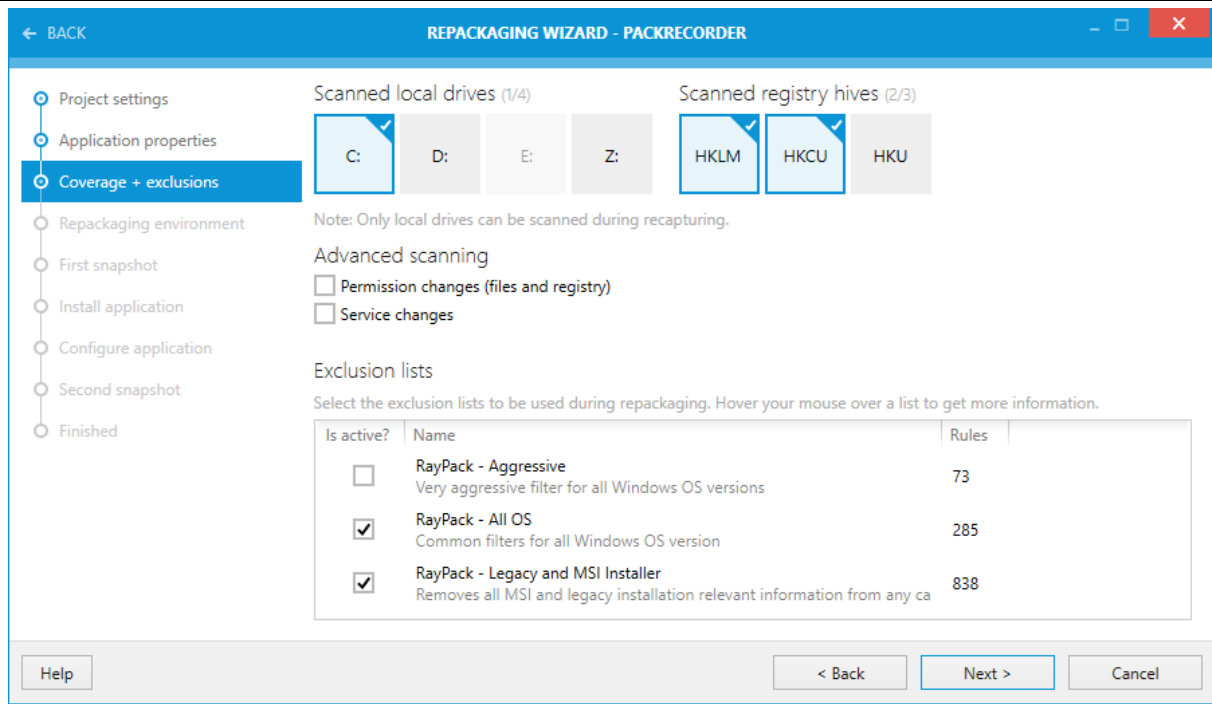 ← BACK
REPACKAGING WIZARD - PACKRECORDER
Project settings
Application properties
Coverage + exclusions
Repackaging environment
First snapshot
Install application
Configure application
Second snapshot
Finished
Scanned local drives (1/4)
Scanned registry hives (2/3)
C: D: E: Z:
HKLM HKCU HKU
Note: Only local drives can be scanned during recapturing.
Advanced scanning
Permission changes (files and registry)
Service changes
Exclusion lists
Select the exclusion lists to be used during repackaging. Hover your mouse over a list to get more information.
Is active? Name Rules
RayPack - Aggressive
Very aggressive filter for all Windows OS versions
73
RayPack - All OS
Common filters for all Windows OS version
285
RayPack - Legacy and MSI Installer
Removes all MSI and legacy installation relevant information from any ca
838
Help
< Back
Next >
Cancel